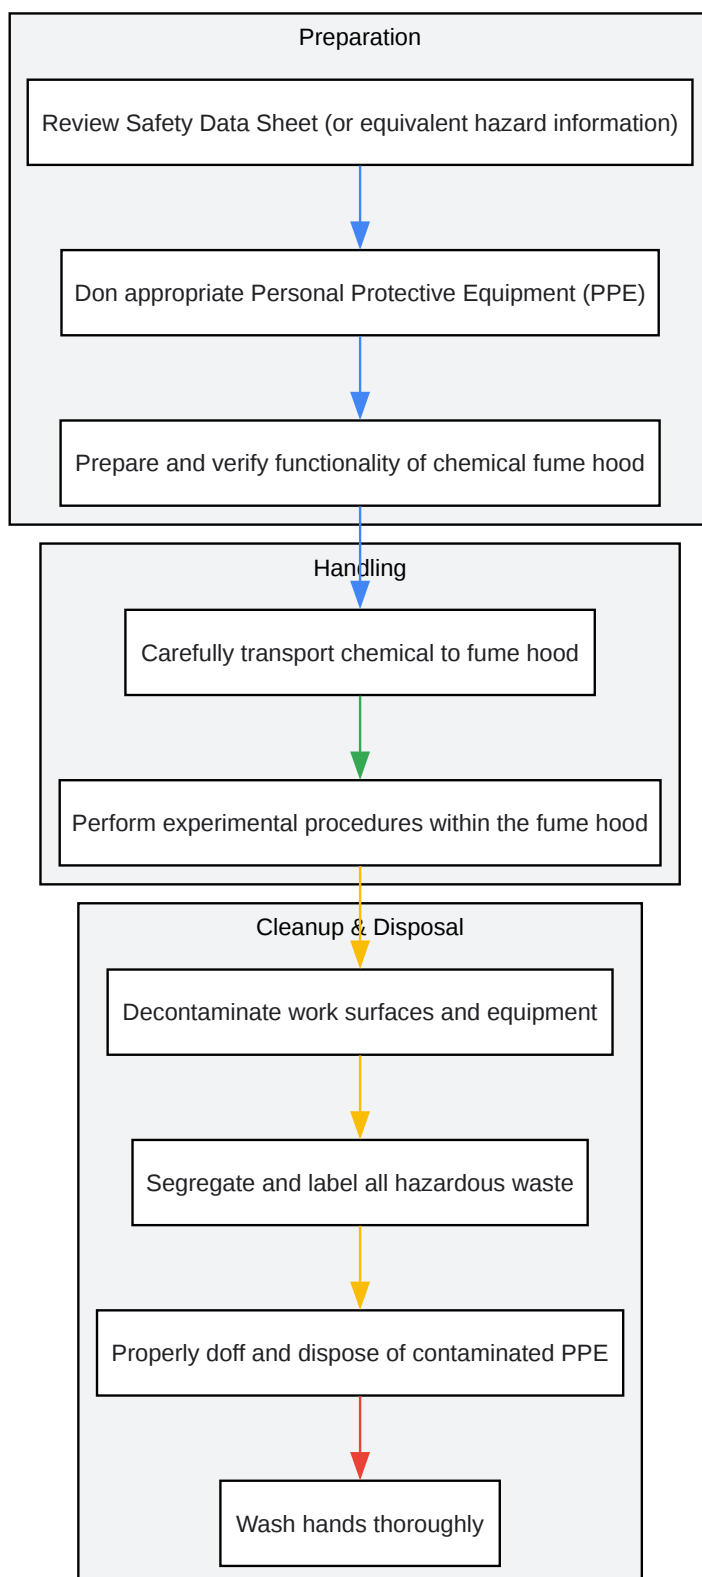 Preparation
Review Safety Data Sheet (or equivalent hazard information)
Don appropriate Personal Protective Equipment (PPE)
Prepare and verify functionality of chemical fume hood
Handling
Carefully transport chemical to fume hood
Perform experimental procedures within the fume hood
Cleanup & Disposal
Decontaminate work surfaces and equipment
Segregate and label all hazardous waste
Properly doff and dispose of contaminated PPE
Wash hands thoroughly